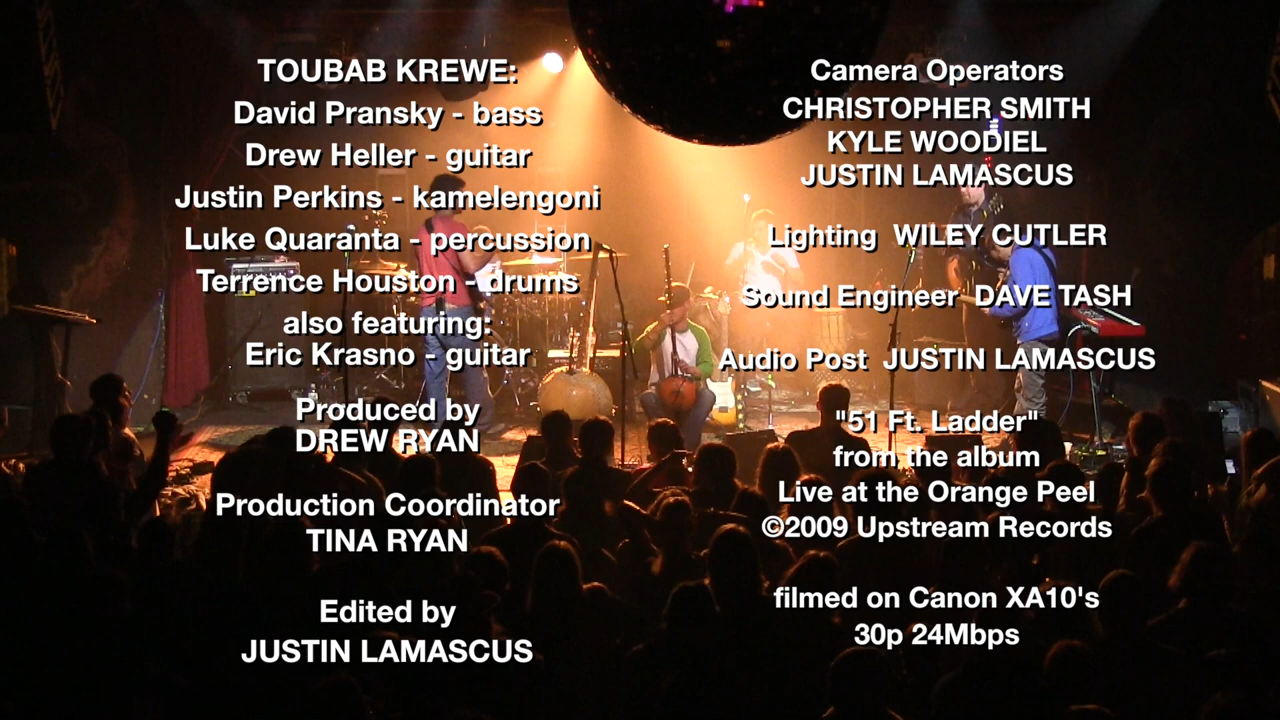 TOUBAB KREWE:
David Pransky - bass
Drew Heller - guitar
Justin Perkins - kamelengoni
Luke Quaranta - percussion
Terrence Houston - drums
also featuring:
Eric Krasno - guitar
Produced by
DREW RYAN
Production Coordinator
TINA RYAN
Edited by
JUSTIN LAMASCUS
Camera Operators
CHRISTOPHER SMITH
KYLE WOODIEL
JUSTIN LAMASCUS
Lighting WILEY CUTLER
Sound Engineer DAVE TASH
Audio Post JUSTIN LAMASCUS
"51 Ft. Ladder"
from the album
Live at the Orange Peel
©2009 Upstream Records
filmed on Canon XA10's
30p 24Mbps